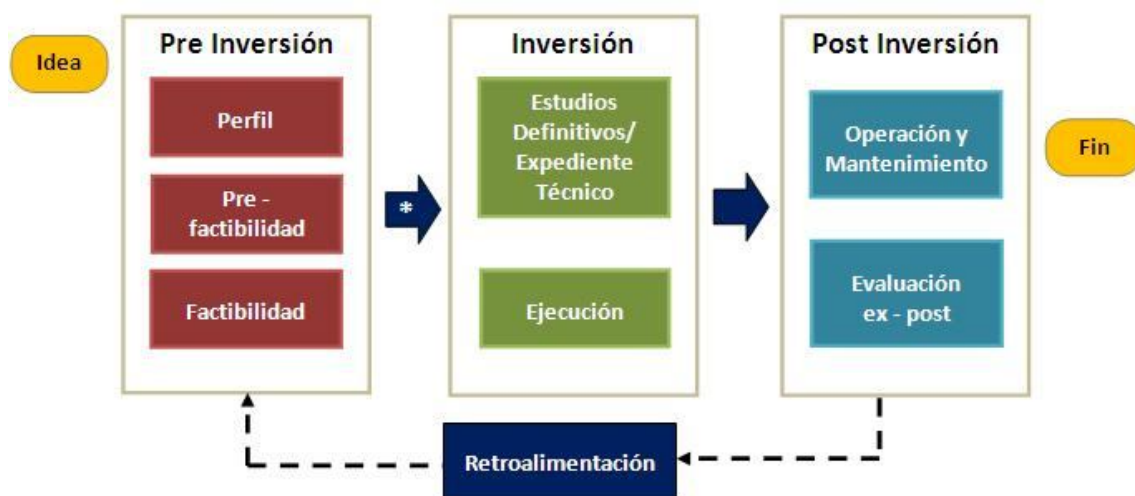 Idea
Pre Inversión
Perfil
Pre -
factibilidad
Factibilidad
*
Inversión
Estudios
Definitivos/
Expediente
Técnico
Ejecución
Post Inversión
Operación y
Mantenimiento
Evaluación
ex - post
Fin
Retroalimentación